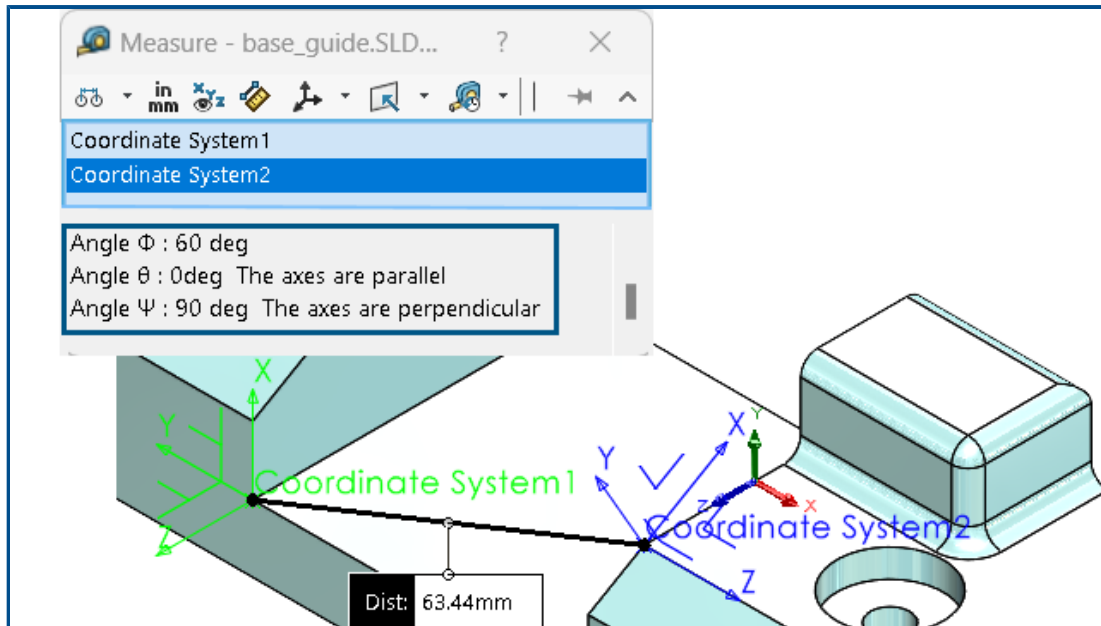 Measure - base_guide.SLD... ?
in
mm
XYZ
Coordinate System1
Coordinate System2
Angle Φ : 60 deg
Angle θ : 0deg The axes are parallel
Angle Ψ : 90 deg The axes are perpendicular
X
Y
Z
Coordinate System1
Y
X
Z
Coordinate System2
Y
Z
X
Dist: 63.44mm